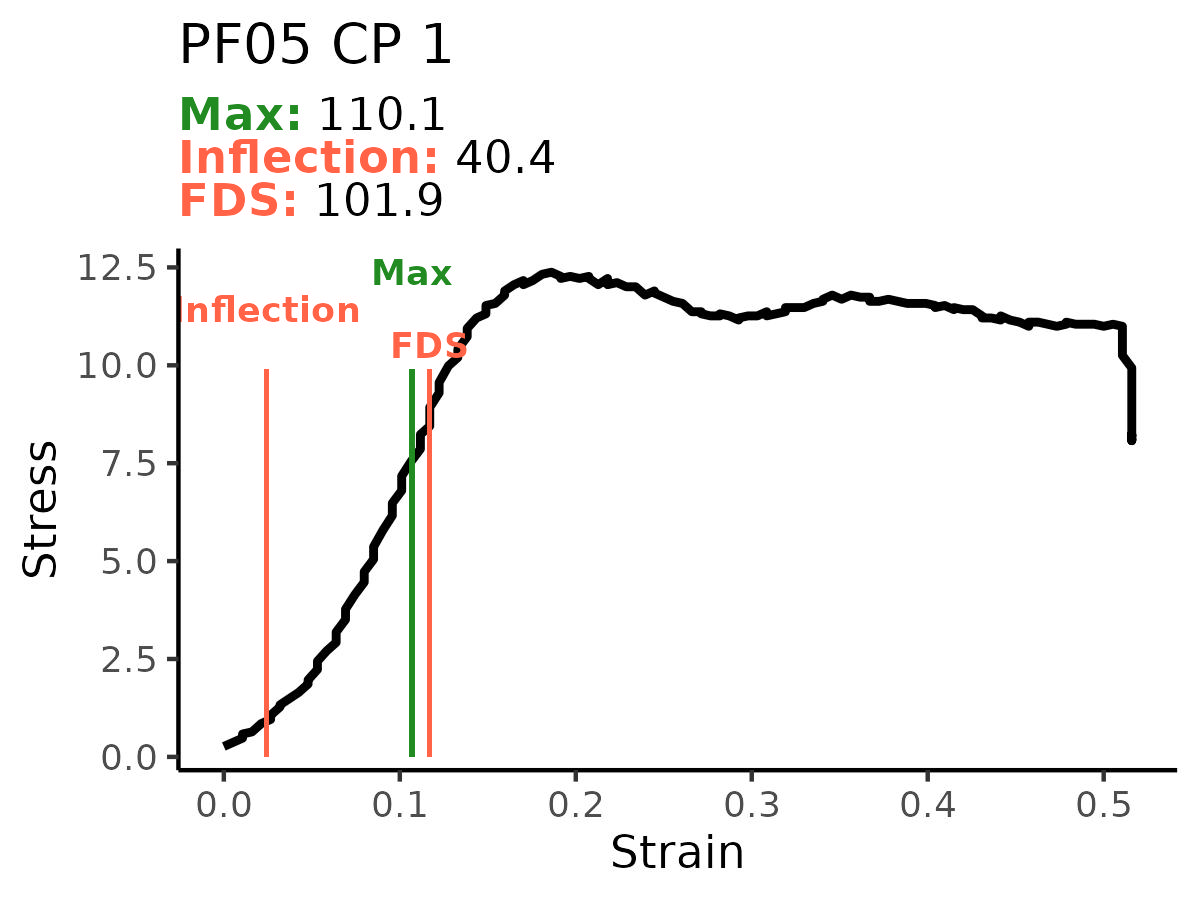 PF05 CP 1
Max: 110.1
Inflection: 40.4
FDS: 101.9
12.5
10.0
7.5
5.0
2.5
0.0
Stress
Max
nflection
FDS
0.0 0.1 0.2 0.3 0.4 0.5
Strain